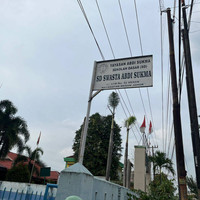 YAYASAN ABDI SUKMA
SEKOLAH DASAR (SD)
SD SWASTA ABDI SUKMA